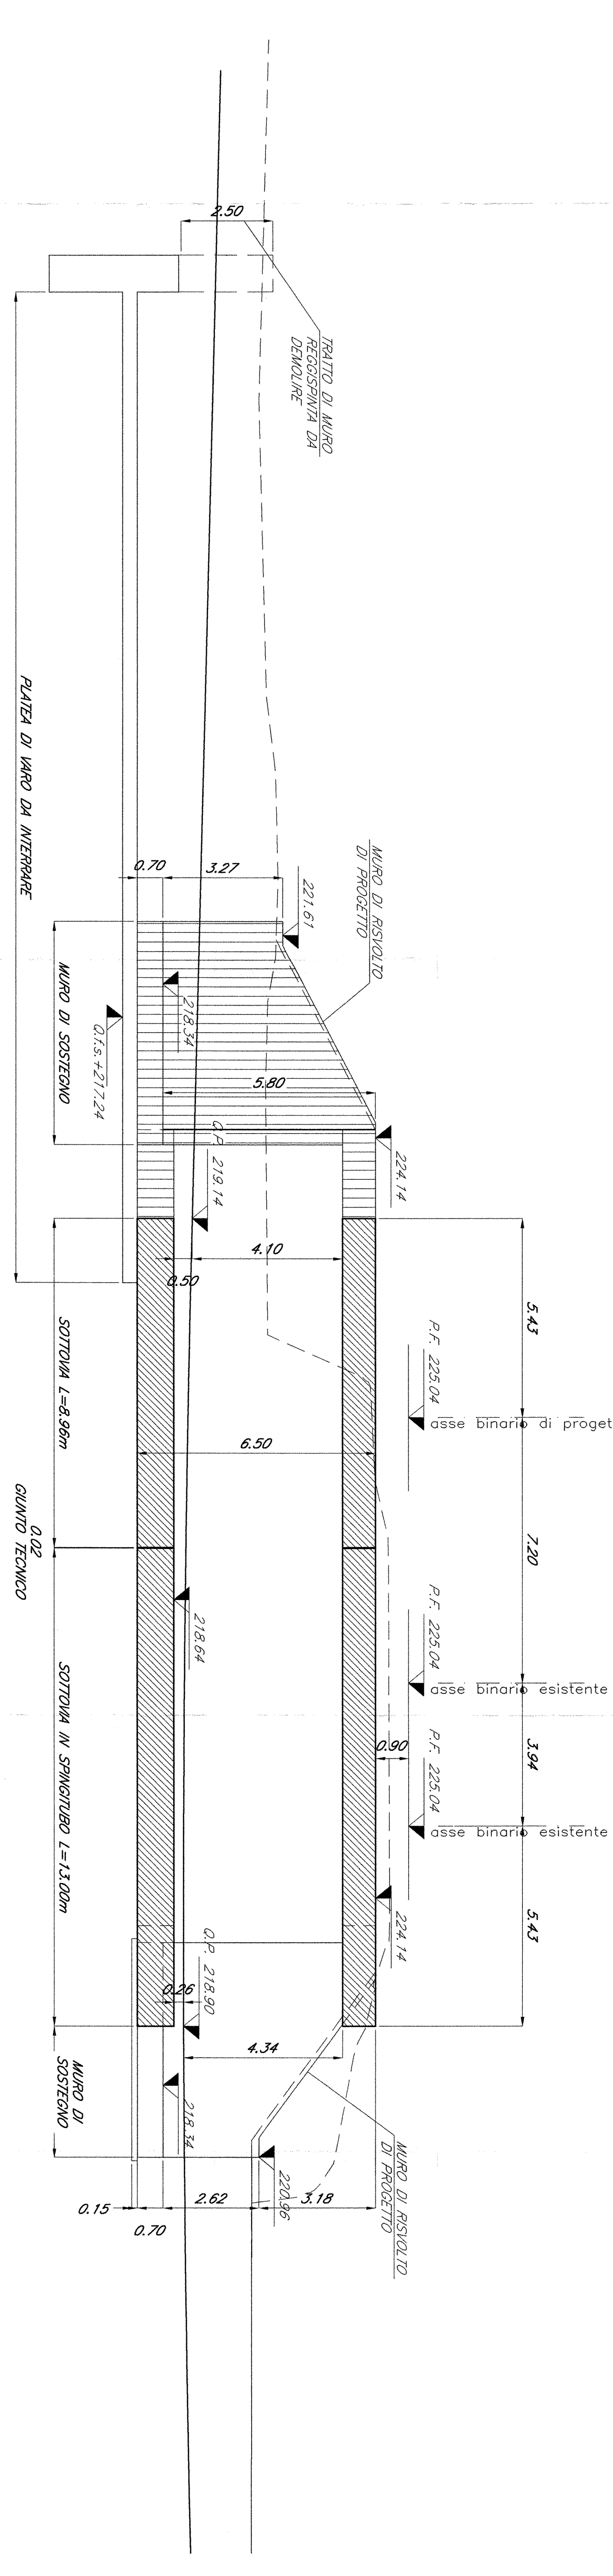 2.50
TRATTO DI MURO
REGGISPINTA DA
DEMOLIRE
PLATEA DI VARO DA INTERRARE
0.70
3.27
221.61
MURO DI RISVOLTO
DI PROGETTO
218.34
Q.f.s.+217.24
MURO DI SOSTEGNO
5.80
224.14
Q.P. 219.14
4.10
0.50
5.43
P.F. 225.04
asse binario di proget
6.50
SOTTOVIA L=8.96m
7.20
0.02
GIUNTO TECNICO
218.64
P.F. 225.04
asse binario esistente
3.94
0.90
P.F. 225.04
asse binario esistente
SOTTOVIA IN SPINGITUBO L=13.00m
224.14
5.43
Q.P. 218.90
0.26
4.34
MURO DI
SOSTEGNO
218.34
220.96
MURO DI RISVOLTO
DI PROGETTO
0.15
0.70
2.62
3.18